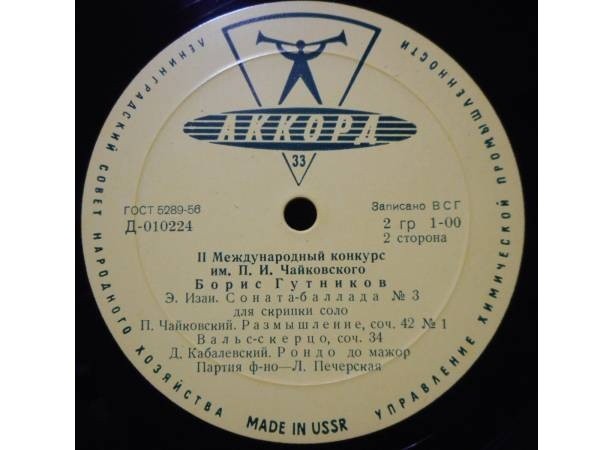 ЛЕНИНГРАДСКИЙ СОВЕТ НАРОДНОГО ХОЗЯЙСТВА
УПРАВЛЕНИЕ ХИМИЧЕСКОЙ ПРОМЫШЛЕННОСТИ
АККОРД
33
ГОСТ 5289-56
Д-010224
Записано ВСГ
2 гр 1-00
2 сторона
II Международный конкурс
им. П. И. Чайковского
Борис Гутников
Э. Изаи. Соната-баллада № 3
для скрипки соло
П. Чайковский. Размышление, соч. 42 № 1
Вальс-скерцо, соч. 34
Д. Кабалевский. Рондо до мажор
Партия ф-но—Л. Печерская
MADE IN USSR